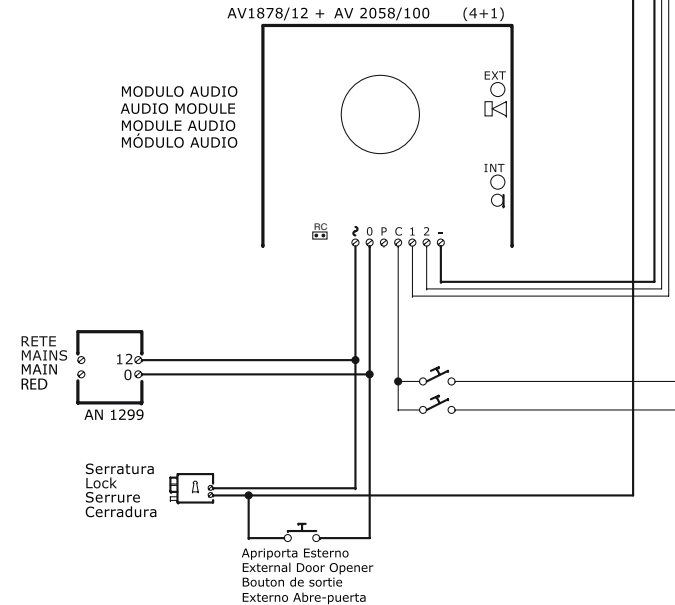 AV1878/12 + AV 2058/100 (4+1)
MODULO AUDIO
AUDIO MODULE
MODULE AUDIO
MÓDULO AUDIO
EXT
INT
RC
~ 0 P C 1 2 -
RETE
MAINS
MAIN
RED
12
0
AN 1299
Serratura
Lock
Serrure
Cerradura
Apriporta Esterno
External Door Opener
Bouton de sortie
Externo Abre-puerta